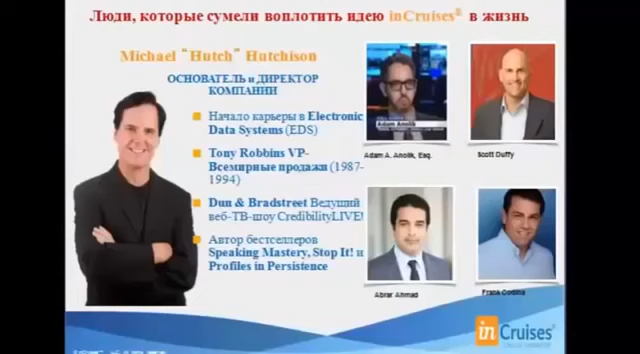 Люди, которые сумели воплотить идею inCruises® в жизнь
Michael “Hutch” Hutchison
ОСНОВАТЕЛЬ и ДИРЕКТОР
КОМПАНИИ
Начало карьеры в Electronic
Data Systems (EDS)
Tony Robbins VP-
Всемирные продажи (1987-
1994)
Dun & Bradstreet Ведущий
веб-ТВ-шоу CredibilityLIVE!
Автор бестселлеров
Speaking Mastery, Stop It! и
Profiles in Persistence
Adam Anolik
Adam A. Anolik, Esq.
Scott Duffy
Abrar Ahmad
Frank Codina
inCruises®